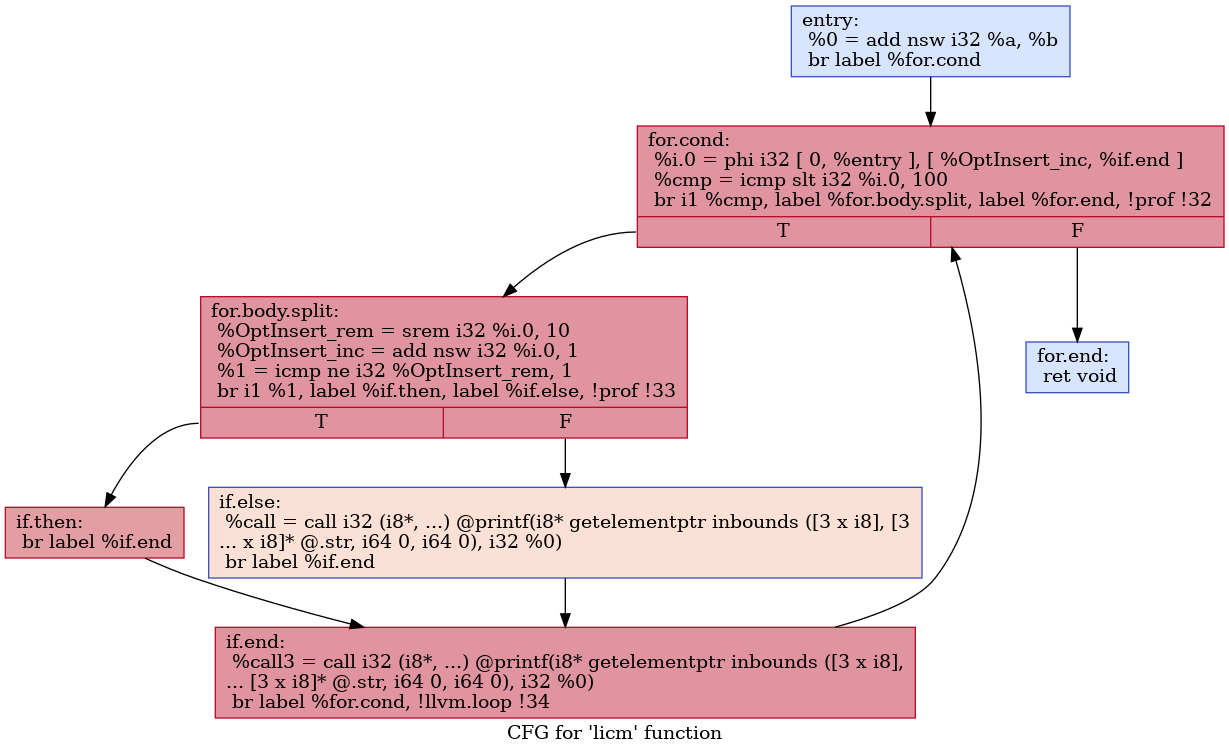 entry:
%0 = add nsw i32 %a, %b
br label %for.cond
for.cond:
%i.0 = phi i32 [ 0, %entry ], [ %OptInsert_inc, %if.end ]
%cmp = icmp slt i32 %i.0, 100
br i1 %cmp, label %for.body.split, label %for.end, !prof !32
T
F
for.body.split:
%OptInsert_rem = srem i32 %i.0, 10
%OptInsert_inc = add nsw i32 %i.0, 1
%1 = icmp ne i32 %OptInsert_rem, 1
br i1 %1, label %if.then, label %if.else, !prof !33
T
F
for.end:
ret void
if.then:
br label %if.end
if.else:
%call = call i32 (i8*, ...) @printf(i8* getelementptr inbounds ([3 x i8], [3
... x i8]* @.str, i64 0, i64 0), i32 %0)
br label %if.end
if.end:
%call3 = call i32 (i8*, ...) @printf(i8* getelementptr inbounds ([3 x i8],
... [3 x i8]* @.str, i64 0, i64 0), i32 %0)
br label %for.cond, !llvm.loop !34
CFG for 'licm' function